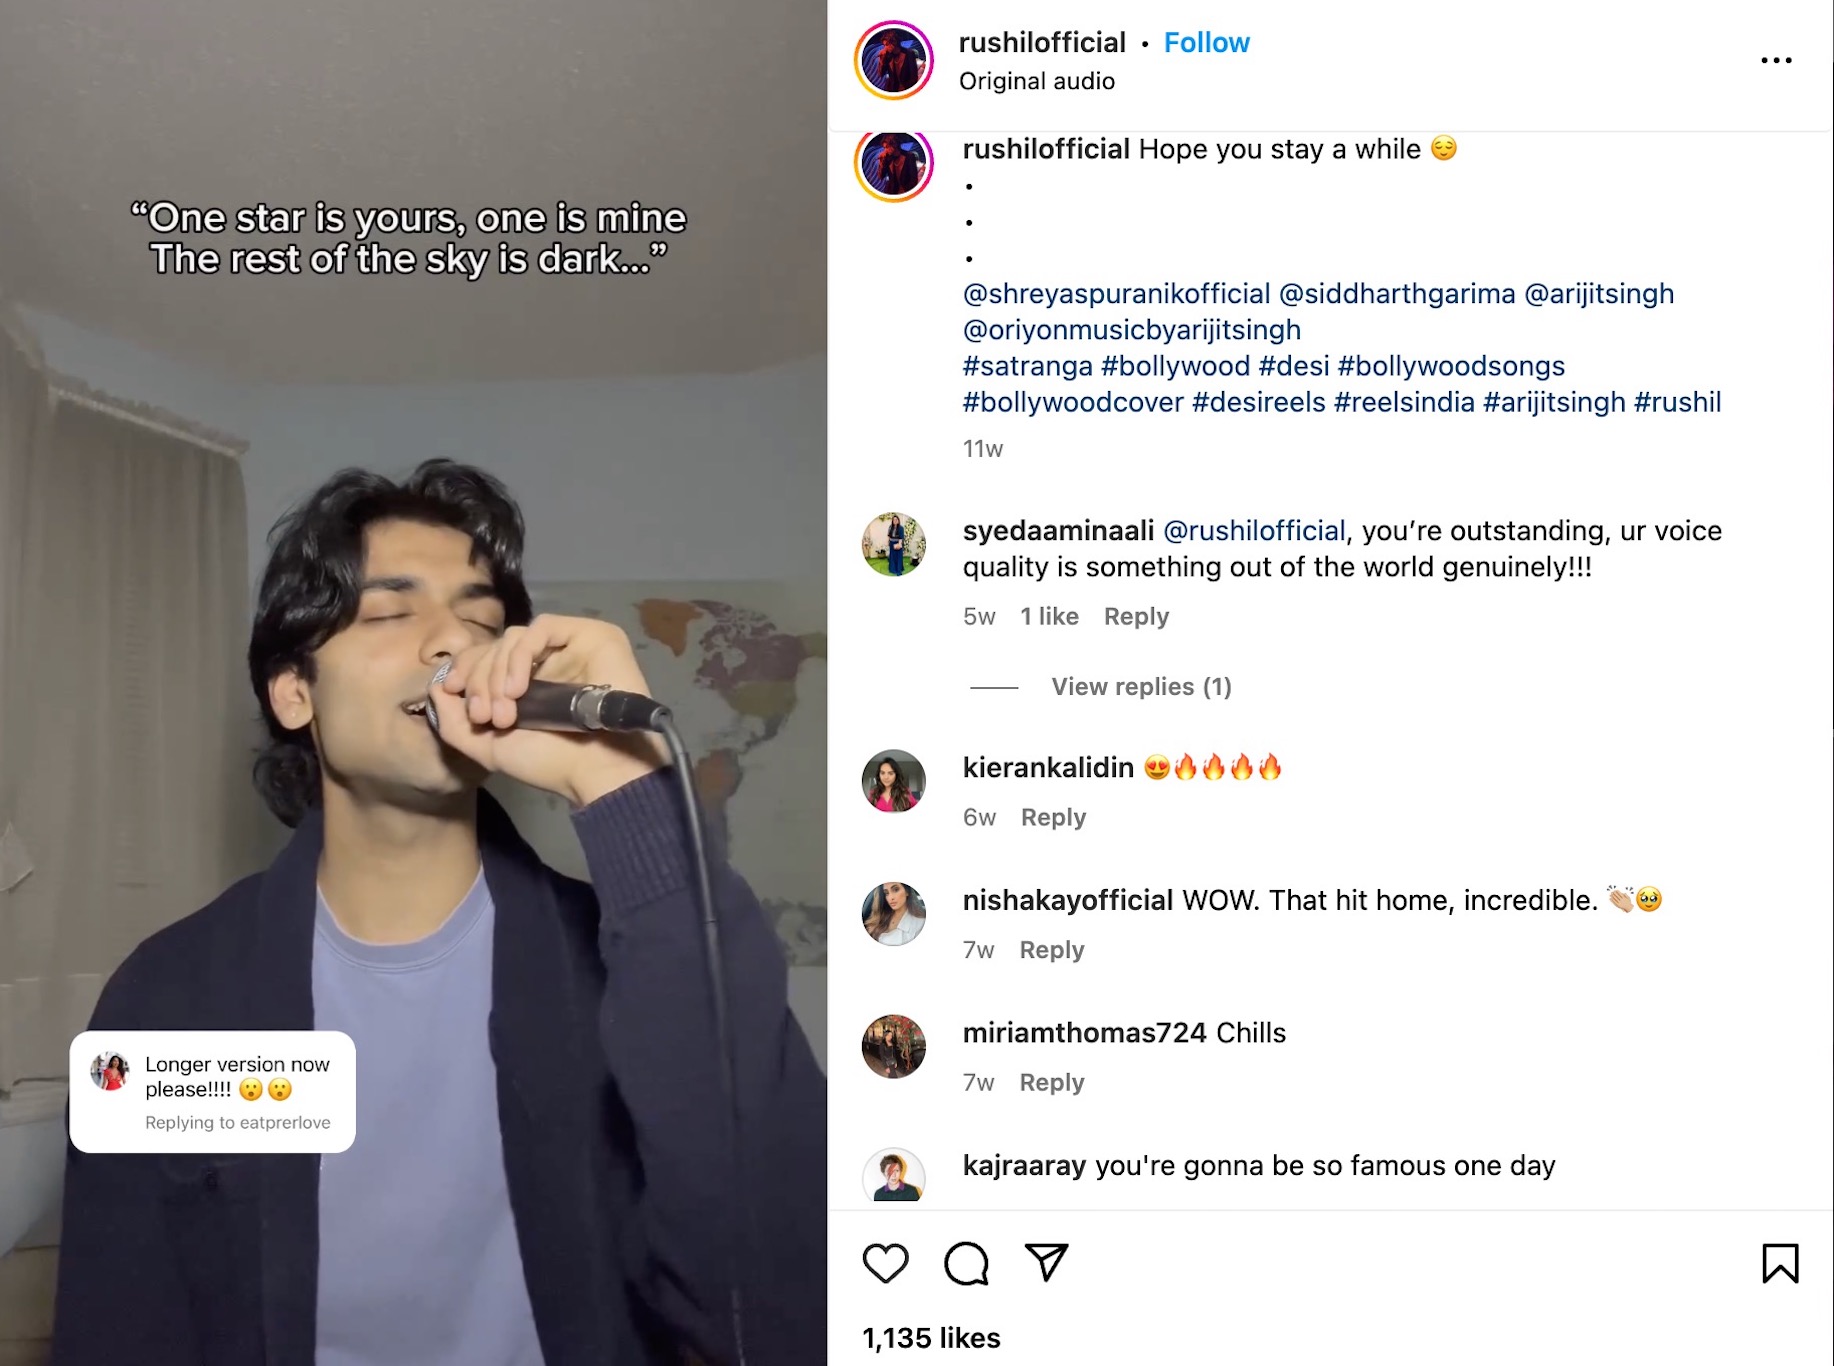 “One star is yours, one is mine
The rest of the sky is dark...”
Longer version now
please!!!! 😮😮
Replying to eatprerlove
rushilofficial • Follow
Original audio
rushilofficial Hope you stay a while 😌
.
.
.
@shreyaspuranikofficial @siddharthgarima @arijitsingh
@oriyonmusicbyarijitsingh
#satranga #bollywood #desi #bollywoodsongs
#bollywoodcover #desireels #reelsindia #arijitsingh #rushil
11w
syedaaminaali @rushilofficial, you’re outstanding, ur voice
quality is something out of the world genuinely!!!
5w 1 like Reply
View replies (1)
kierankalidin 😍🔥🔥🔥🔥
6w Reply
nishakayofficial WOW. That hit home, incredible. 👏🏼🥹
7w Reply
miriamthomas724 Chills
7w Reply
kajraaray you're gonna be so famous one day
1,135 likes